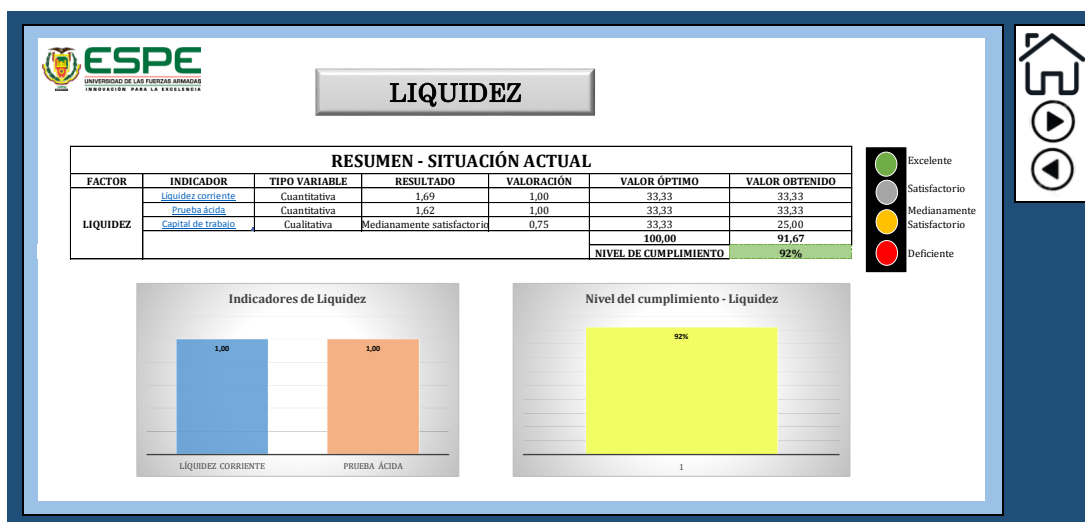 ESPE
UNIVERSIDAD DE LAS FUERZAS ARMADAS
INNOVACIÓN PARA LA EXCELENCIA
LIQUIDEZ
RESUMEN - SITUACIÓN ACTUAL
FACTOR INDICADOR TIPO VARIABLE RESULTADO VALORACIÓN VALOR ÓPTIMO VALOR OBTENIDO
LIQUIDEZ
Líquidez corriente Cuantitativa 1,69 1,00 33,33 33,33
Prueba ácida Cuantitativa 1,62 1,00 33,33 33,33
Capital de trabajo Cualitativa Medianamente satisfactorio 0,75 33,33 25,00
100,00 91,67
NIVEL DE CUMPLIMIENTO 92%
Excelente
Satisfactorio
Medianamente
Satisfactorio
Deficiente
Indicadores de Liquidez
1,00 1,00
LÍQUIDEZ CORRIENTE PRUEBA ÁCIDA
Nivel del cumplimiento - Liquidez
92%
1